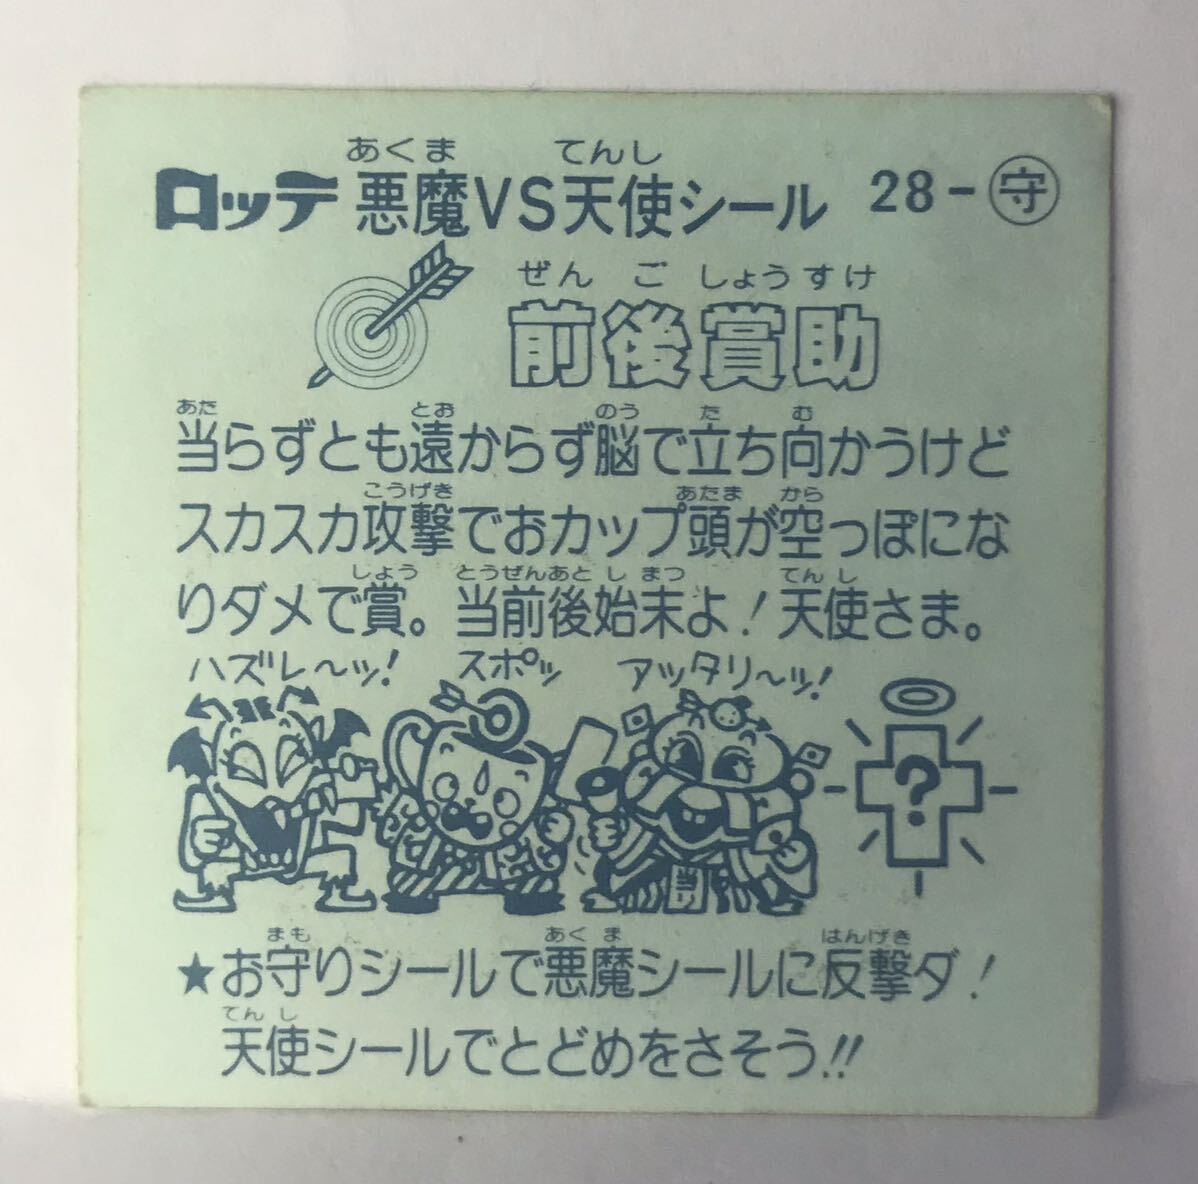 あくま てんし
ロッテ 悪魔VS天使シール 28-守
ぜん ご しょうすけ
前後賞助
あた とお のう た む
当らずとも遠からず脳で立ち向かうけど
こうげき あたま から
スカスカ攻撃でおカップ頭が空っぽにな
しょう とうぜんあと し まつ てん し
りダメで賞。当前後始末よ!天使さま。
ハズレ〜ッ! スポッ アッタリ〜ッ!
?
当り
まも あく ま はんげき
★お守りシールで悪魔シールに反撃ダ!
てん し
天使シールでとどめをさそう!!